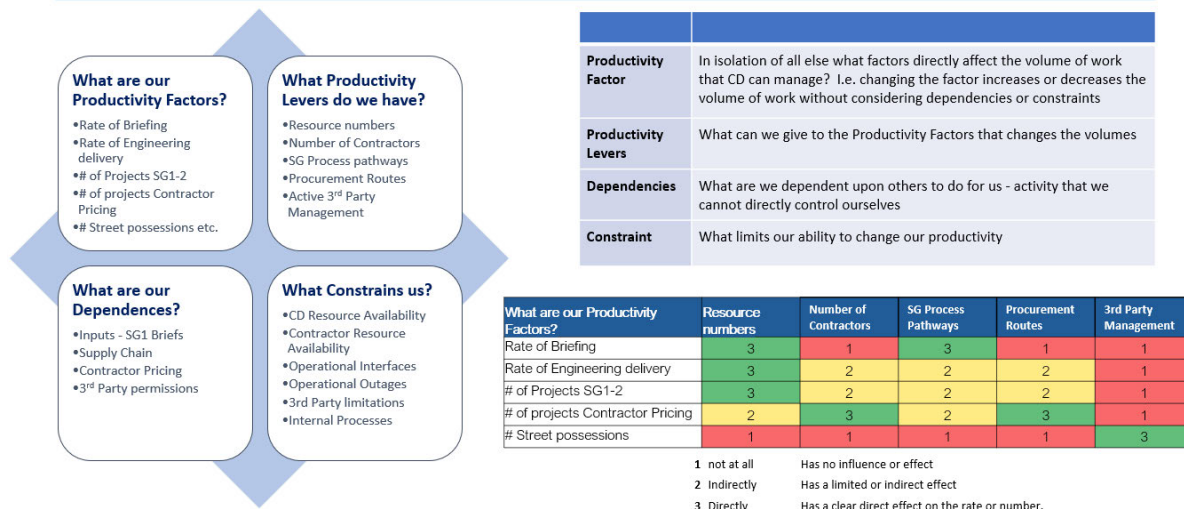 What are our
Productivity Factors?
•Rate of Briefing
•Rate of Engineering
delivery
•# of Projects SG1-2
•# of projects Contractor
Pricing
•# Street possessions etc.
What Productivity
Levers do we have?
•Resource numbers
•Number of Contractors
•SG Process pathways
•Procurement Routes
•Active 3rd Party
Management
What are our
Dependences?
•Inputs - SG1 Briefs
•Supply Chain
•Contractor Pricing
•3rd Party permissions
What Constrains us?
•CD Resource Availability
•Contractor Resource
Availability
•Operational Interfaces
•Operational Outages
•3rd Party limitations
•Internal Processes
Productivity
Factor
In isolation of all else what factors directly affect the volume of work
that CD can manage? I.e. changing the factor increases or decreases the
volume of work without considering dependencies or constraints
Productivity
Levers
What can we give to the Productivity Factors that changes the volumes
Dependencies
What are we dependent upon others to do for us - activity that we
cannot directly control ourselves
Constraint
What limits our ability to change our productivity
What are our Productivity
Factors?
Resource
numbers
Number of
Contractors
SG Process
Pathways
Procurement
Routes
3rd Party
Management
Rate of Briefing 3 1 3 1 1
Rate of Engineering delivery 3 2 2 2 1
# of Projects SG1-2 3 2 2 2 1
# of projects Contractor Pricing 2 3 2 3 1
# Street possessions 1 1 1 1 3
1 not at all Has no influence or effect
2 Indirectly Has a limited or indirect effect
3 Directly Has a clear direct effect on the rate or number.